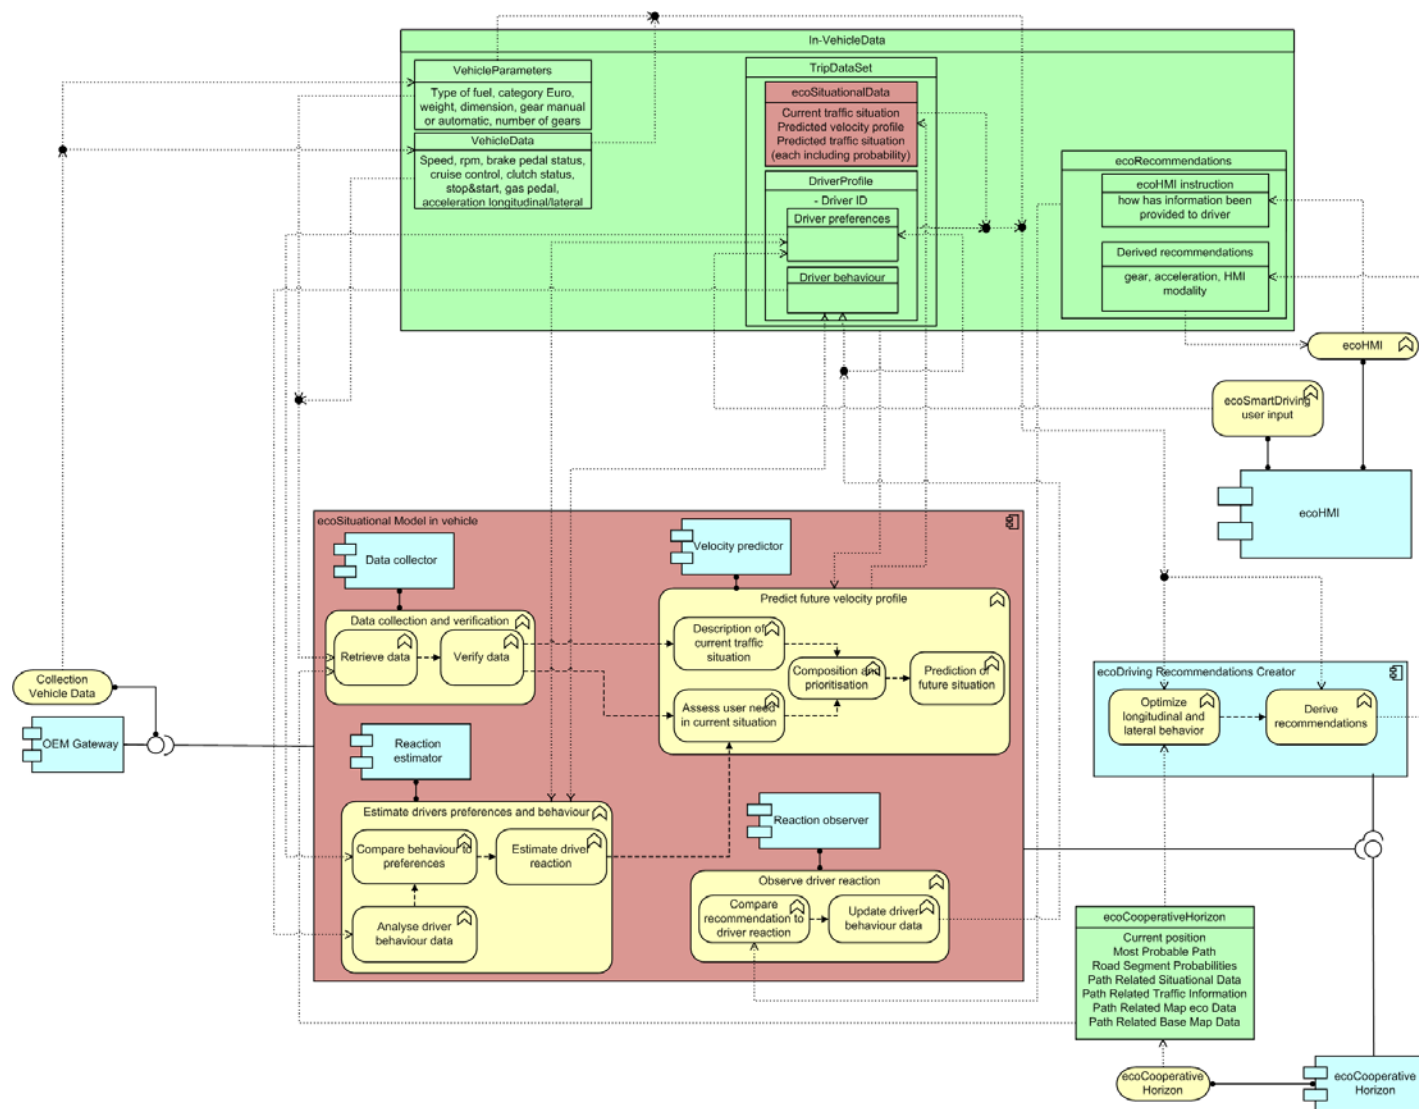 In-VehicleData
VehicleParameters
Type of fuel, category Euro,
weight, dimension, gear manual
or automatic, number of gears
VehicleData
Speed, rpm, brake pedal status,
cruise control, clutch status,
stop&start, gas pedal,
acceleration longitudinal/lateral
TripDataSet
ecoSituationalData
Current traffic situation
Predicted velocity profile
Predicted traffic situation
(each including probability)
DriverProfile
- Driver ID
Driver preferences
Driver behaviour
ecoRecommendations
ecoHMI instruction
how has information been
provided to driver
Derived recommendations
gear, acceleration, HMI
modality
ecoHMI
ecoSmartDriving
user input
ecoHMI
ecoSituational Model in vehicle
Data collector
Velocity predictor
Data collection and verification
Retrieve data
Verify data
Predict future velocity profile
Description of
current traffic
situation
Composition and
prioritisation
Prediction of
future situation
Assess user need
in current situation
Collection
Vehicle Data
OEM Gateway
Reaction
estimator
Estimate drivers preferences and behaviour
Compare behaviour to
preferences
Estimate driver
reaction
Analyse driver
behaviour data
Reaction observer
Observe driver reaction
Compare
recommendation to
driver reaction
Update driver
behaviour data
ecoDriving Recommendations Creator
Optimize
longitudinal and
lateral behavior
Derive
recommendations
ecoCooperativeHorizon
Current position
Most Probable Path
Road Segment Probabilities
Path Related Situational Data
Path Related Traffic Information
Path Related Map eco Data
Path Related Base Map Data
ecoCooperative
Horizon
ecoCooperative
Horizon